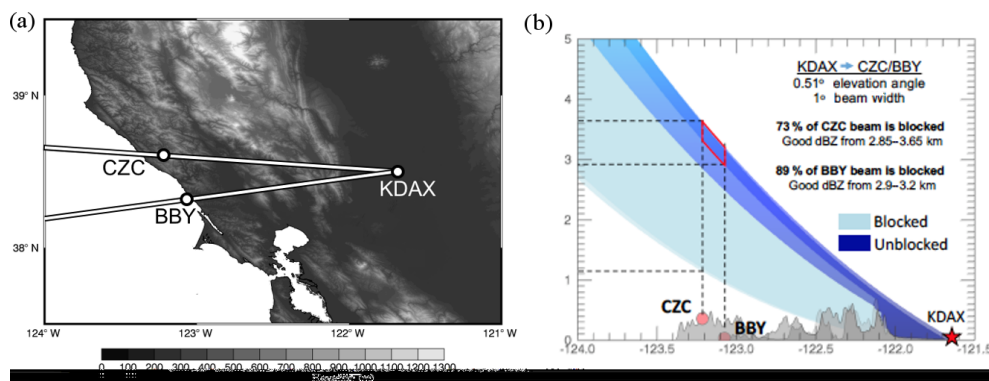 (a)
39° N
38° N
CZC
BBY
KDAX
124° W
123° W
122° W
121° W
0 100 200 300 400 500 600 700 800 900 1000 1100 1200 1300
(b)
5
4
3
2
1
0
KDAX → CZC/BBY
0.51° elevation angle
1° beam width
73 % of CZC beam is blocked
Good dBZ from 2.85–3.65 km
89 % of BBY beam is blocked
Good dBZ from 2.9–3.2 km
Blocked
Unblocked
CZC
BBY
KDAX
-124.0 -123.5 -123.0 -122.5 -122.0 -121.5